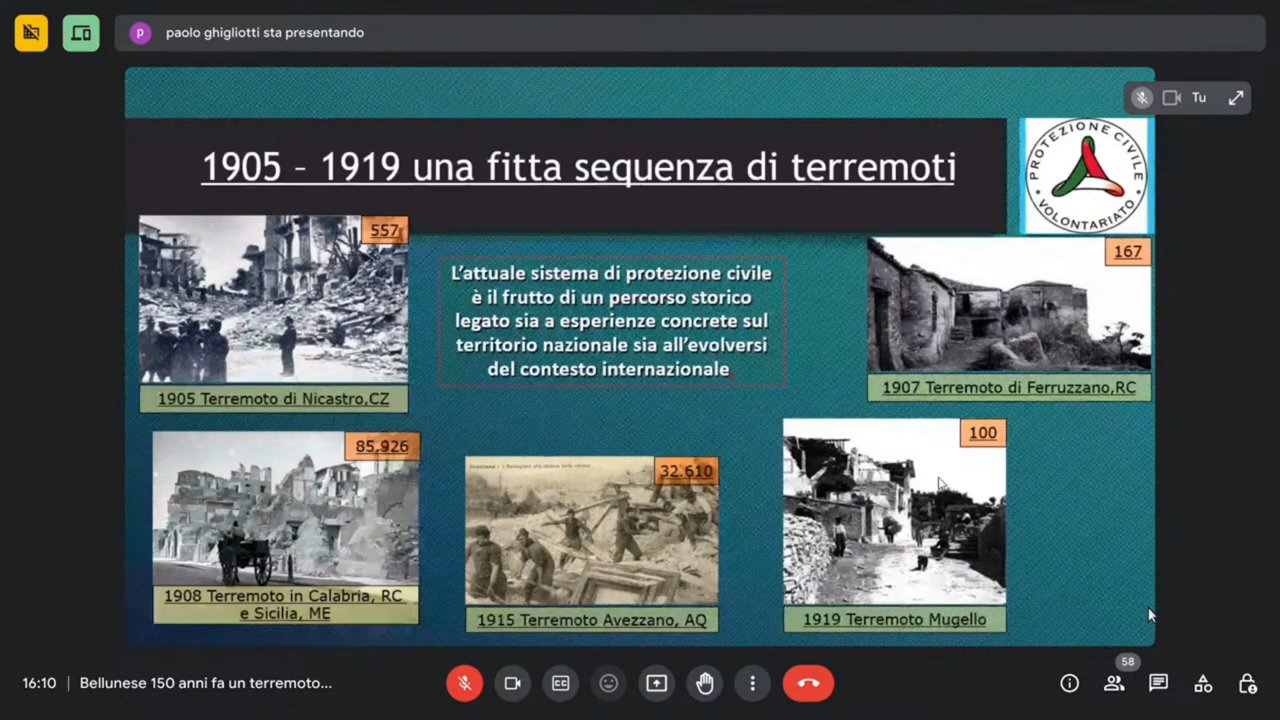 p paolo ghigliotti sta presentando
Tu
1905 - 1919 una fitta sequenza di terremoti
PROTEZIONE CIVILE
VOLONTARIATO
557
1905 Terremoto di Nicastro,CZ
L'attuale sistema di protezione civile
è il frutto di un percorso storico
legato sia a esperienze concrete sul
territorio nazionale sia all'evolversi
del contesto internazionale.
167
1907 Terremoto di Ferruzzano,RC
85.926
1908 Terremoto in Calabria, RC
e Sicilia, ME
32.610
1915 Terremoto Avezzano, AQ
100
1919 Terremoto Mugello
16:10 | Bellunese 150 anni fa un terremoto...
CC
58